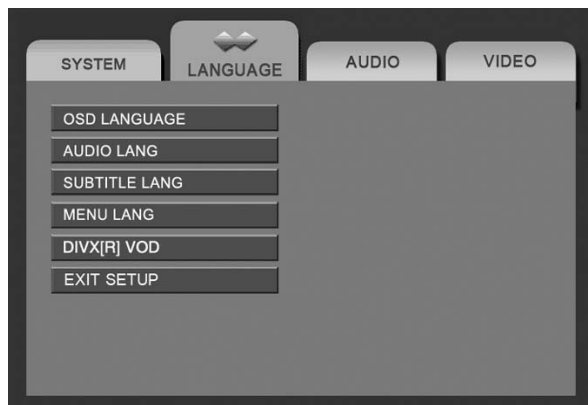 SYSTEM
LANGUAGE
AUDIO
VIDEO
OSD LANGUAGE
AUDIO LANG
SUBTITLE LANG
MENU LANG
DIVX[R] VOD
EXIT SETUP